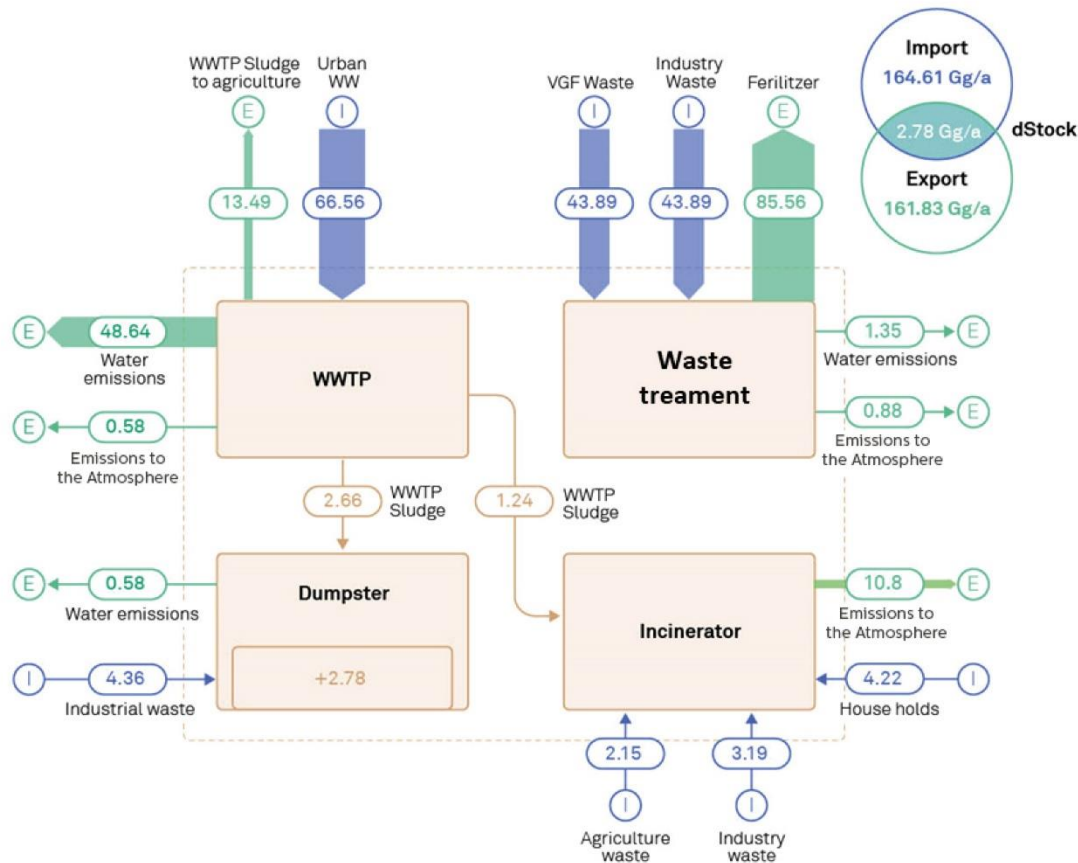 WWTP Sludge
to agriculture
E
13.49
Urban
WW
I
66.56
VGF Waste
I
43.89
Industry
Waste
I
43.89
Ferilitzer
E
85.56
Import
164.61 Gg/a
2.78 Gg/a
dStock
Export
161.83 Gg/a
E
48.64
Water
emissions
E
0.58
Emissions to
the Atmosphere
WWTP
Waste
treament
1.35
E
Water emissions
0.88
E
Emissions to
the Atmosphere
2.66
WWTP
Sludge
1.24
WWTP
Sludge
E
0.58
Water emissions
I
4.36
Industrial waste
Dumpster
+2.78
Incinerator
10.8
E
Emissions to
the Atmosphere
4.22
I
House holds
2.15
I
Agriculture
waste
3.19
I
Industry
waste